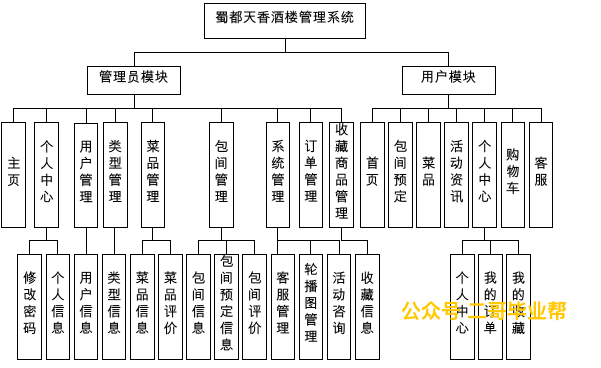 蜀都天香酒楼管理系统
管理员模块
用户模块
主页
个人中心
用户管理
类型管理
菜品管理
包间管理
系统管理
订单管理
收藏商品管理
首页
包间预定
菜品
活动资讯
个人中心
购物车
客服
修改密码
个人信息
用户信息
类型信息
菜品信息
菜品评价
包间信息
包间预定信息
包间评价
客服管理
轮播图管理
活动咨询
收藏信息
个人中心
我的订单
我的收藏
公众号 二哥毕业帮